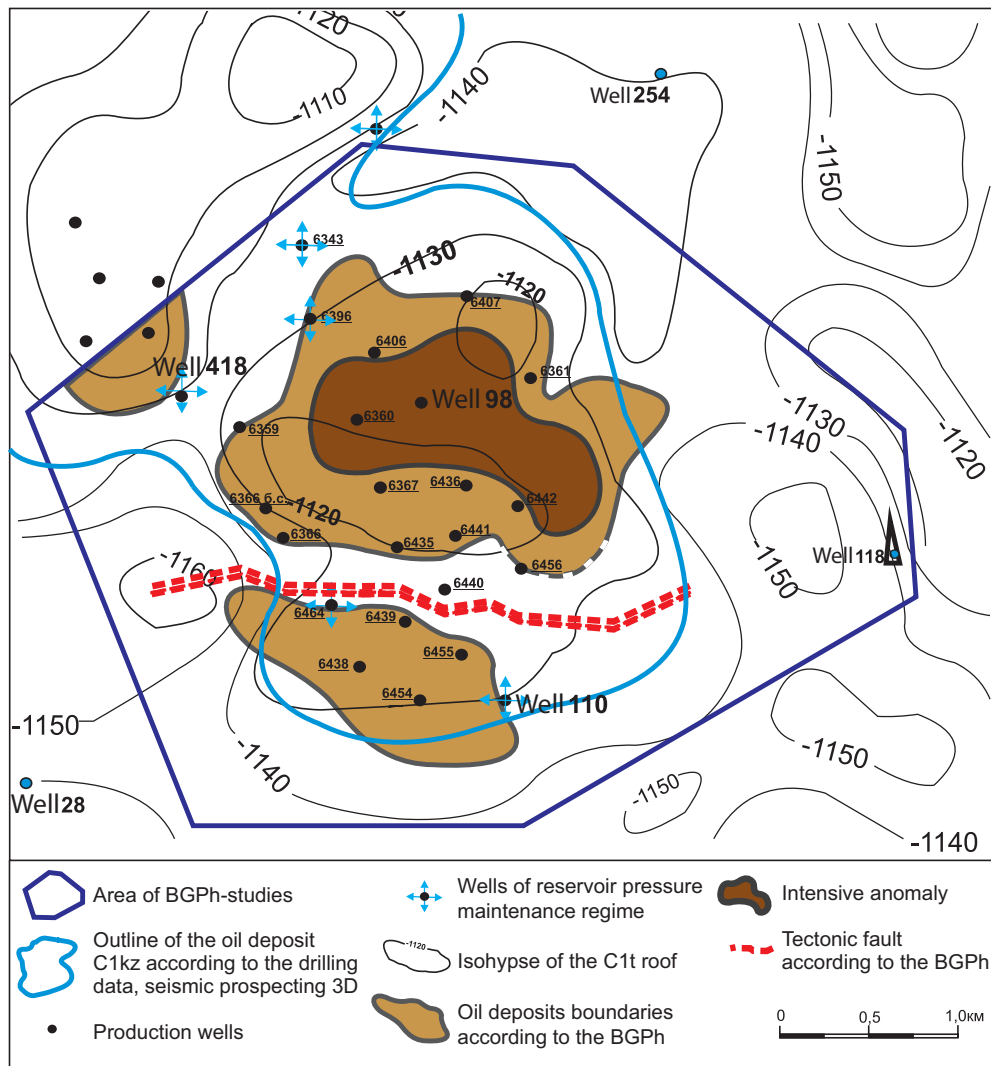 -1120
-1140
Well 254
-1110
-1150
6343
-1130
-1120
6407
6396
6406
Well 418
6361
-1130
Well 98
-1120
6360
6359
-1140
6367
6436
6366 б.с.
-1120
6442
6366
6441
6435
Well 118
-1160
6456
-1150
6440
6464
6439
6455
6438
6454
Well 110
-1150
-1150
-1140
-1150
Well 28
-1140
Area of BGPh-studies
Outline of the oil deposit
C1kz according to the drilling
data, seismic prospecting 3D
Production wells
Wells of reservoir pressure
maintenance regime
-1120
Isohypse of the C1t roof
Oil deposits boundaries
according to the BGPh
Intensive anomaly
Tectonic fault
according to the BGPh
0
0,5
1,0км